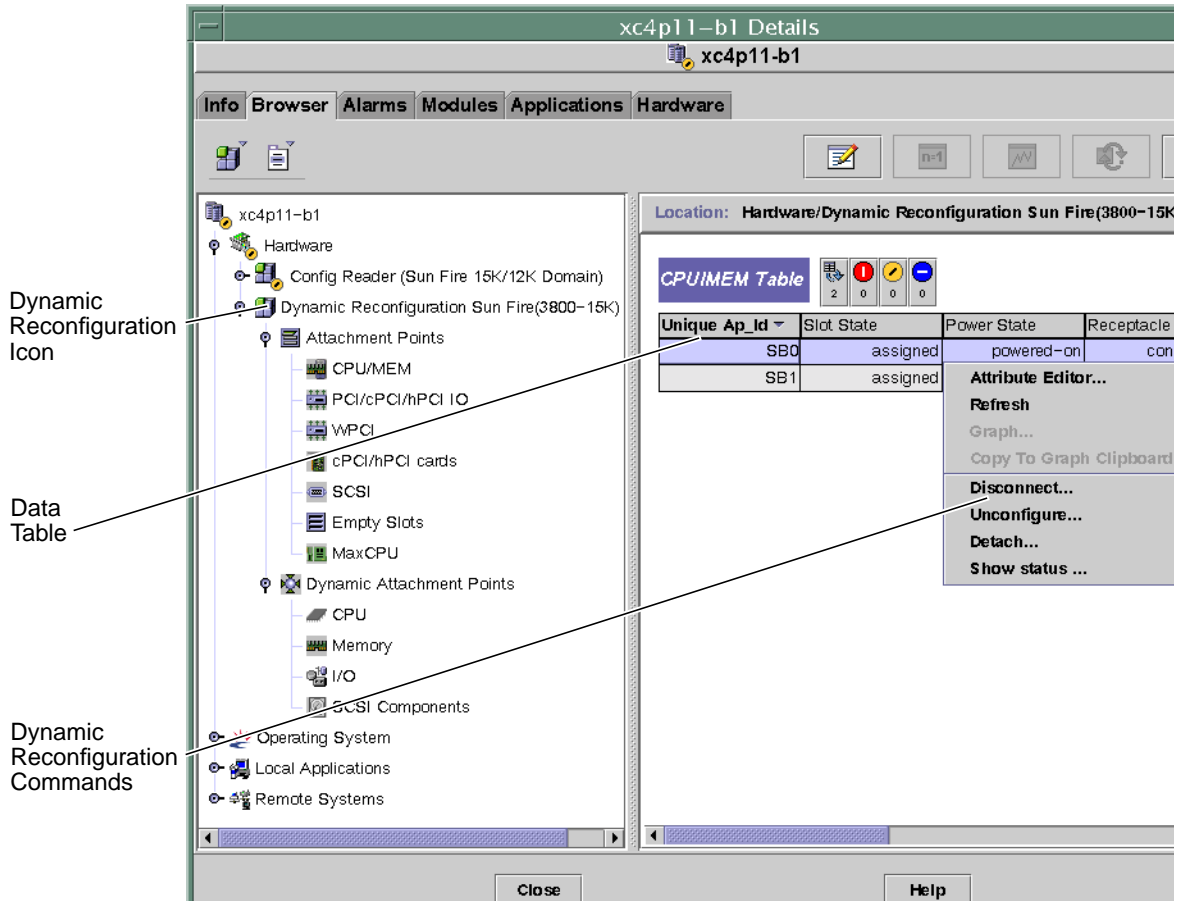 xc4p11-b1 Details
xc4p11-b1
Info Browser Alarms Modules Applications Hardware
n=1
xc4p11-b1
Hardware
Config Reader (Sun Fire 15K/12K Domain)
Dynamic Reconfiguration Sun Fire(3800-15K)
Attachment Points
CPU/MEM
PCI/cPCI/hPCI IO
WPCI
cPCI/hPCI cards
SCSI
Empty Slots
MaxCPU
Dynamic Attachment Points
CPU
Memory
I/O
SCSI Components
Operating System
Local Applications
Remote Systems
Location: Hardware/Dynamic Reconfiguration Sun Fire(3800-15K
CPU/MEM Table
2 0 0 0
Unique Ap_Id Slot State Power State Receptacle
SB0 assigned powered-on con
SB1 assigned
Attribute Editor...
Refresh
Graph...
Copy To Graph Clipboard
Disconnect...
Unconfigure...
Detach...
Show status ...
Close Help
Dynamic
Reconfiguration
Icon
Data
Table
Dynamic
Reconfiguration
Commands